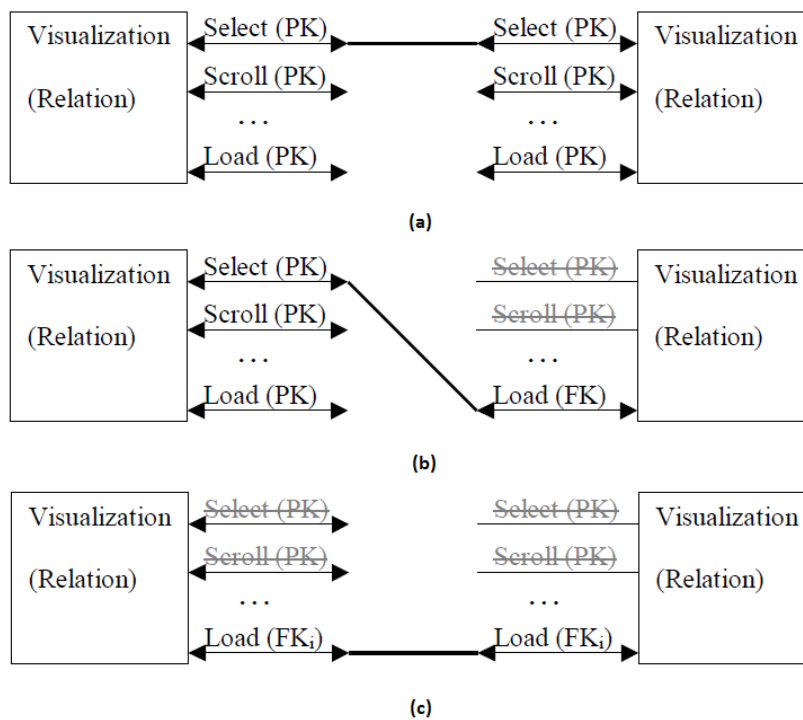 Visualization Select (PK) Select (PK) Visualization
(Relation) Scroll (PK) Scroll (PK) (Relation)
... ...
Load (PK) Load (PK)
(a)
Visualization Select (PK) Select (PK) Visualization
(Relation) Scroll (PK) Scroll (PK) (Relation)
... ...
Load (PK) Load (FK)
(b)
Visualization Select (PK) Select (PK) Visualization
(Relation) Scroll (PK) Scroll (PK) (Relation)
... ...
Load (FKi) Load (FKi)
(c)